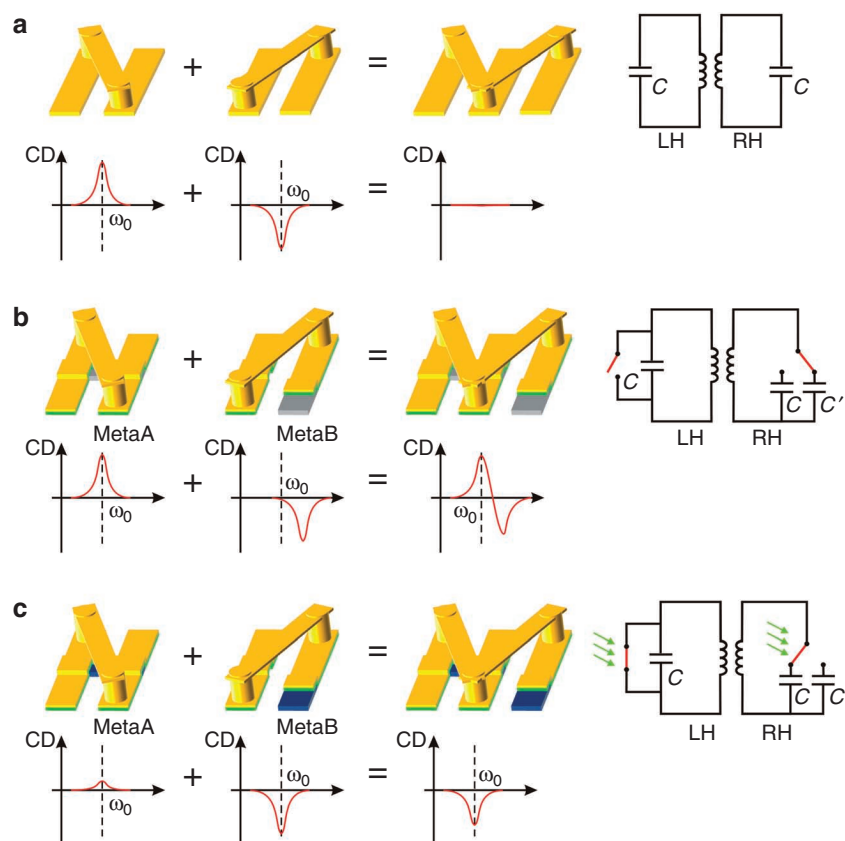 a
+ =
C C
LH RH
CD + CD = CD
ω0 ω0
b
+ =
C C C′
MetaA MetaB
LH RH
CD + CD = CD
ω0 ω0 ω0
c
+ =
C C C
MetaA MetaB
LH RH
CD + CD = CD
ω0 ω0 ω0